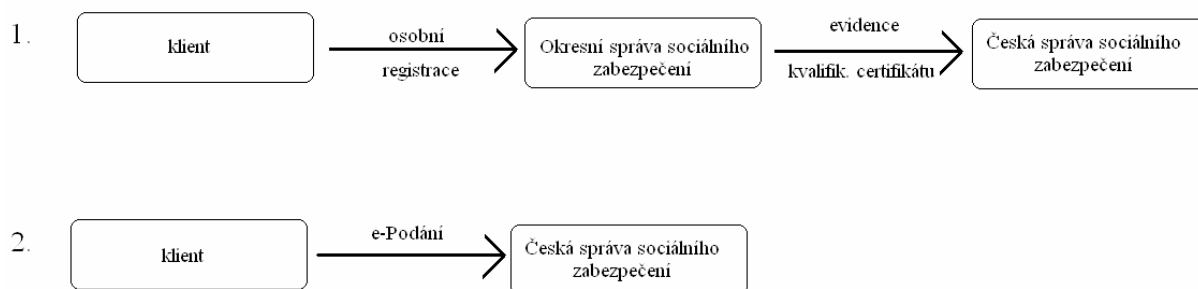 1.
klient
osobní
registrace
Okresní správa sociálního
zabezpečení
evidence
kvalifik. certifikátu
Česká správa sociálního
zabezpečení
2.
klient
e-Podání
Česká správa sociálního
zabezpečení